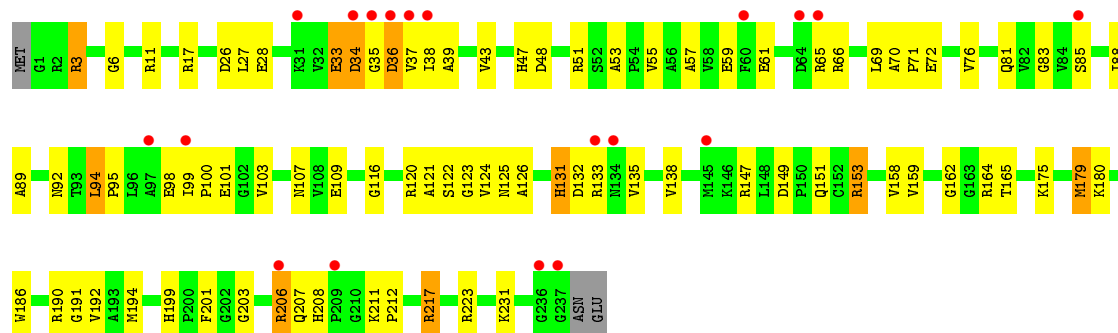 MET G1 R2 R3 G6 R11 R17 D26 L27 E28 K31 V32 E33 D34 G35 D36 V37 I38 A39 V43 H47 D48 R51 S52 A53 P54 V55 A56 A57 V58 E59 F60 E61 D64 R65 R66 L69 A70 P71 E72 V76 Q81 V82 G83 V84 S85 I88
A89 N92 T93 L94 P95 L96 A97 E98 I99 P100 E101 G102 V103 N107 V108 E109 G116 R120 A121 S122 G123 V124 N125 A126 H131 D132 R133 N134 V135 V138 M145 K146 R147 L148 D149 P150 Q151 C152 R153 V158 V159 G162 G163 R164 T165 K175 M179 K180
W186 R190 G191 V192 A193 M194 H199 P200 F201 G202 G203 R206 Q207 H208 P209 G210 K211 P212 R217 R223 K231 G236 G237 ASN GLU